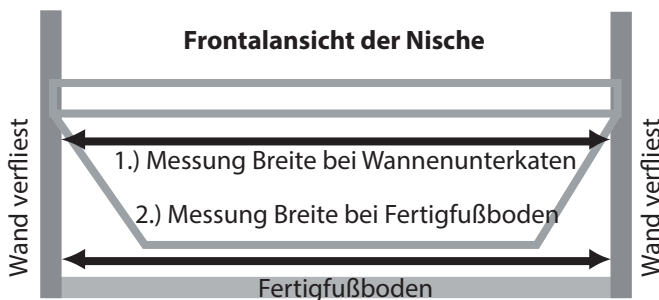 Frontalansicht der Nische
Wand verfliest
1.) Messung Breite bei Wannenunterkaten
2.) Messung Breite bei Fertigfußboden
Wand verfliest
Fertigfußboden